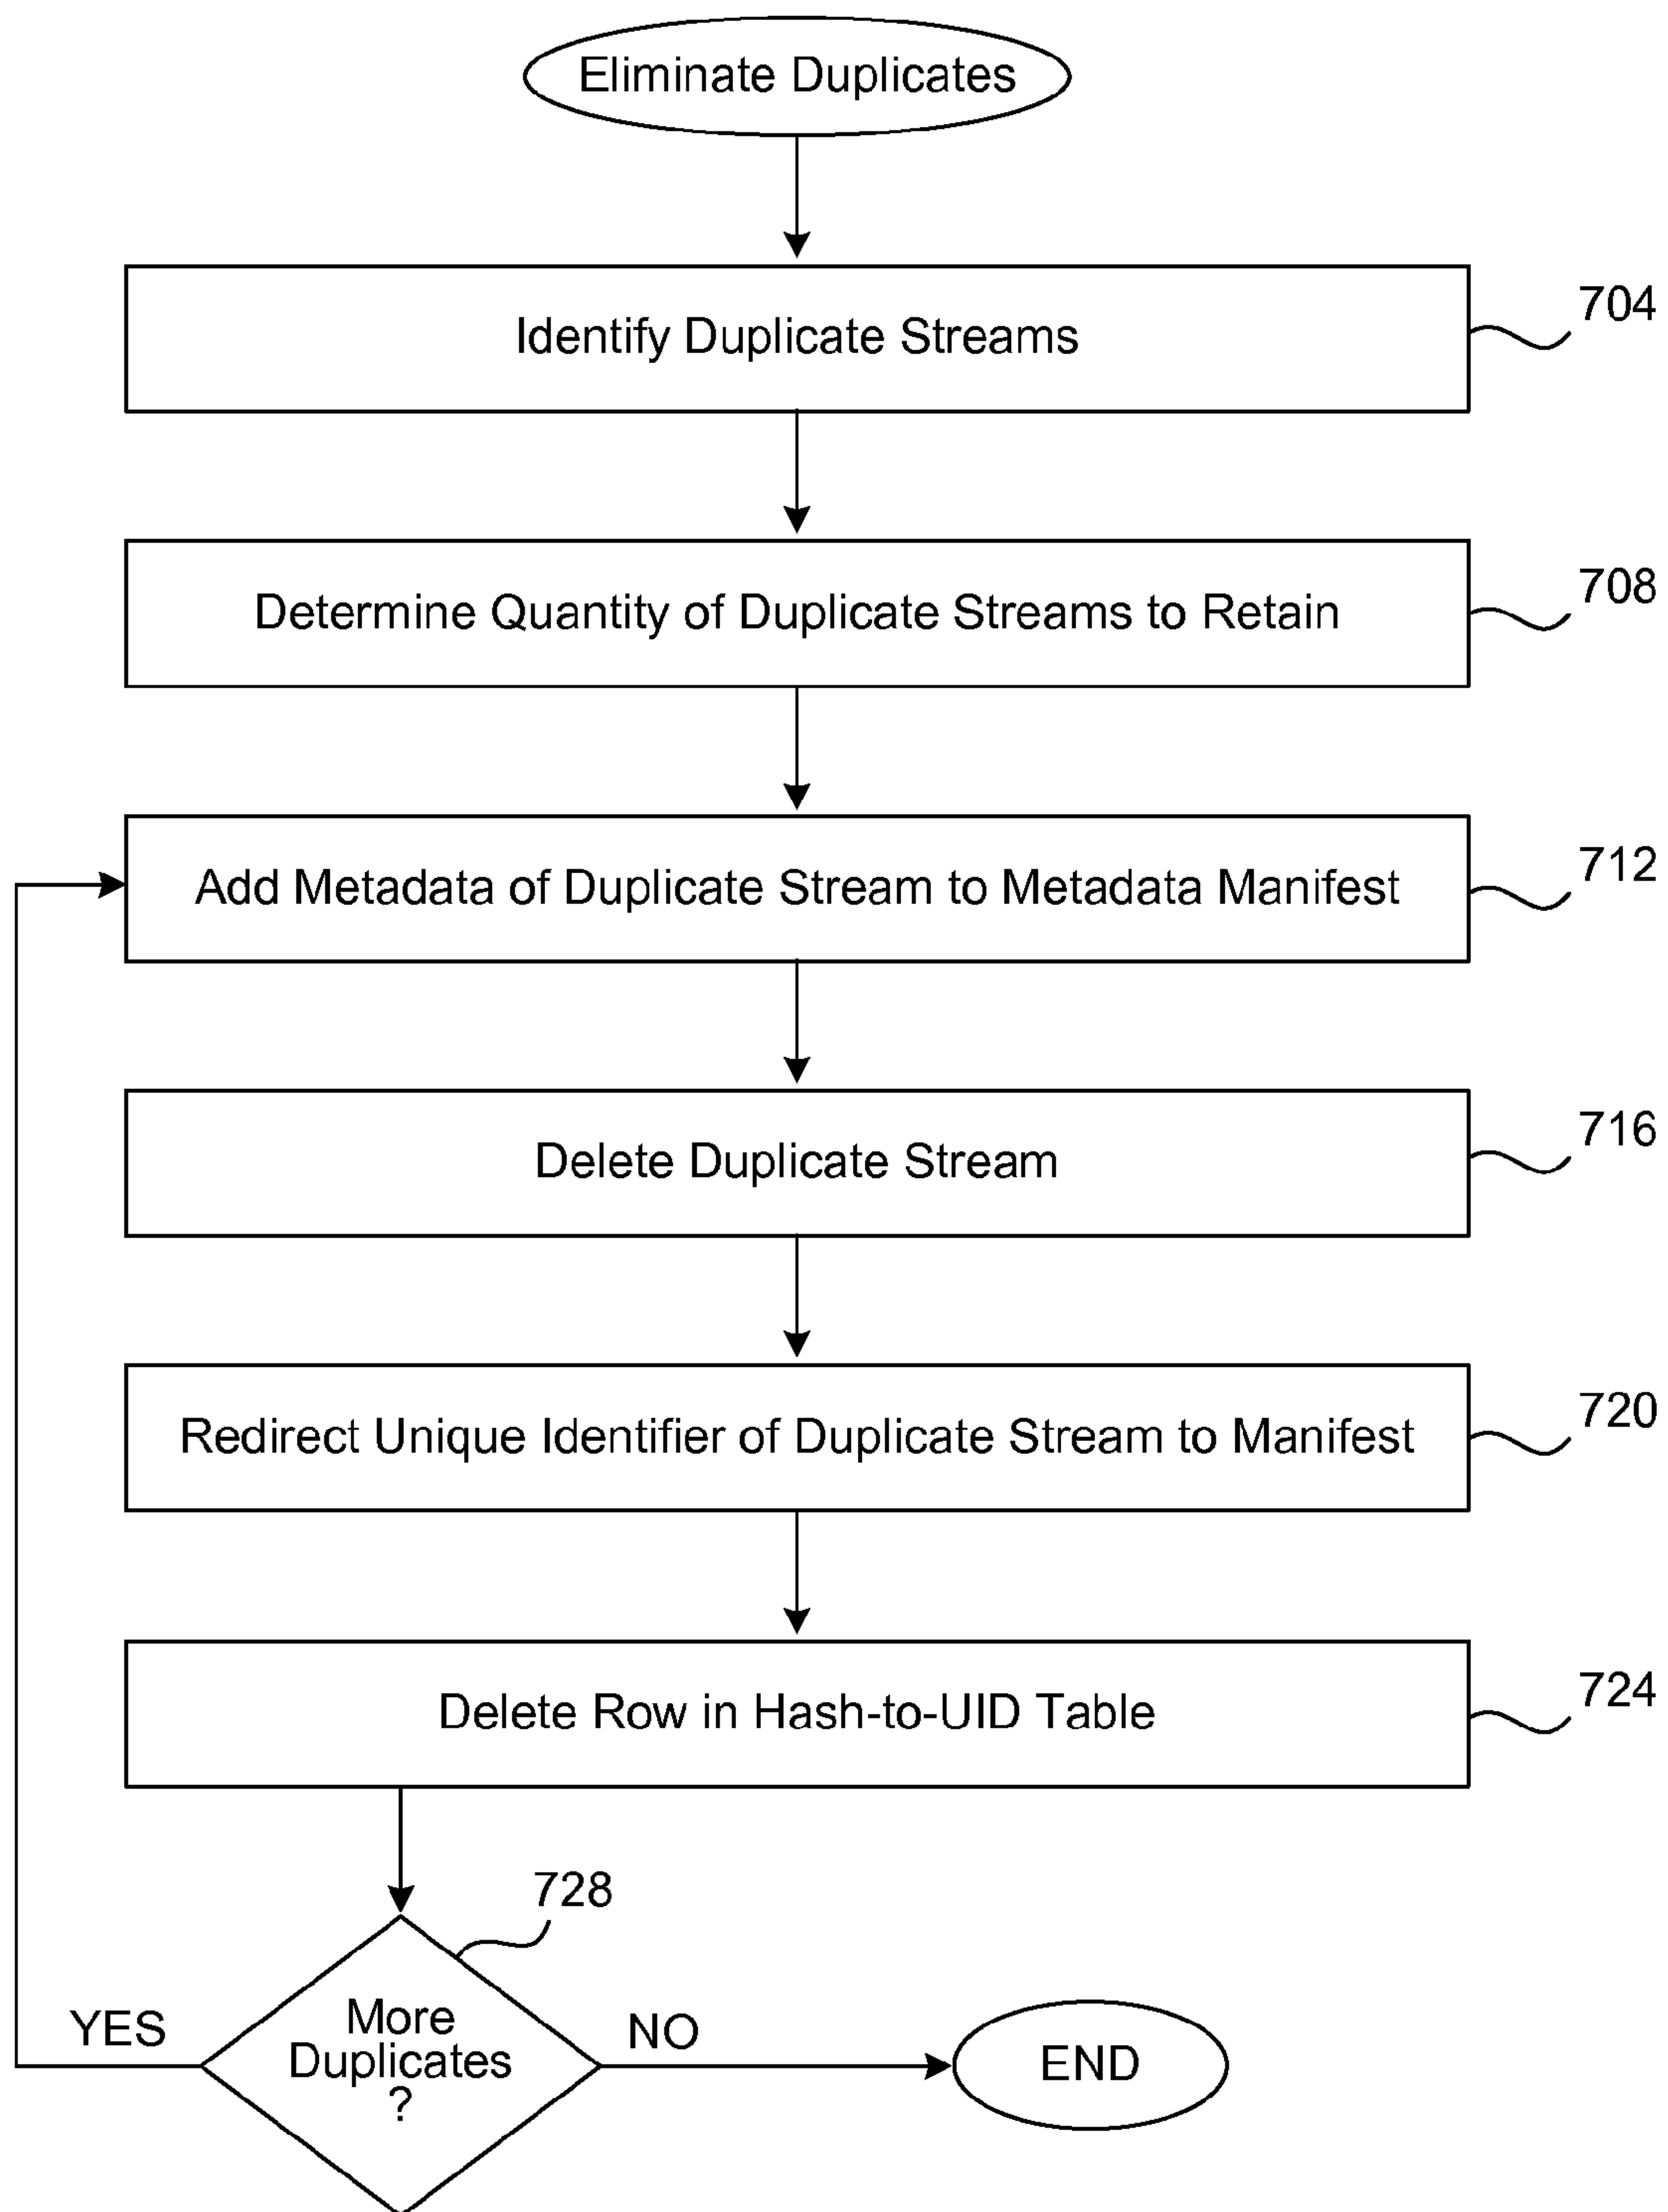 Eliminate Duplicates
Identify Duplicate Streams
704
Determine Quantity of Duplicate Streams to Retain
708
Add Metadata of Duplicate Stream to Metadata Manifest
712
Delete Duplicate Stream
716
Redirect Unique Identifier of Duplicate Stream to Manifest
720
Delete Row in Hash-to-UID Table
724
728
More
Duplicates
?
YES
NO
END